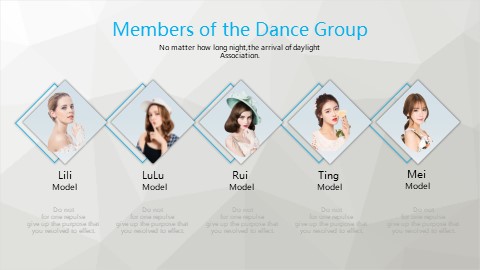 Members of the Dance Group
No matter how long night,the arrival of daylight
Association.
Lili
Model
LuLu
Model
Rui
Model
Ting
Model
Mei
Model
Do not
for one repulse
give up the purpose that
you resolved to effect.
Do not
for one repulse
give up the purpose that
you resolved to effect.
Do not
for one repulse
give up the purpose that
you resolved to effect.
Do not
for one repulse
give up the purpose that
you resolved to effect.
Do not
for one repulse
give up the purpose that
you resolved to effect.